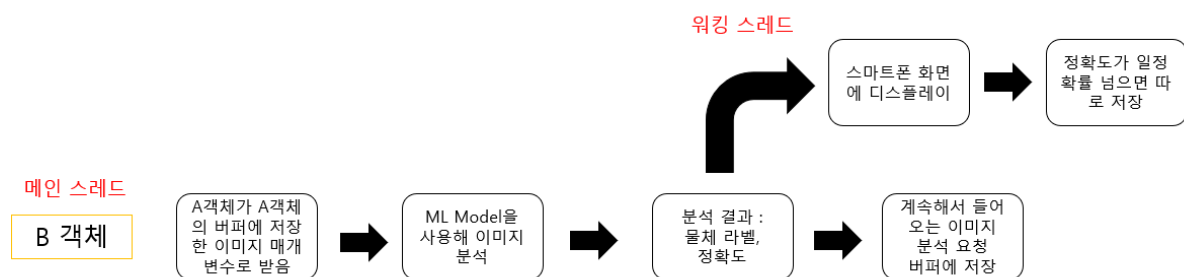 워킹 스레드
스마트폰 화면
에 디스플레이
정확도가 일정
확률 넘으면 따
로 저장
메인 스레드
B 객체
A객체가 A객체
의 버퍼에 저장
한 이미지 매개
변수로 받음
ML Model을
사용해 이미지
분석
분석 결과 :
물체 라벨,
정확도
계속해서 들어
오는 이미지
분석 요청
버퍼에 저장